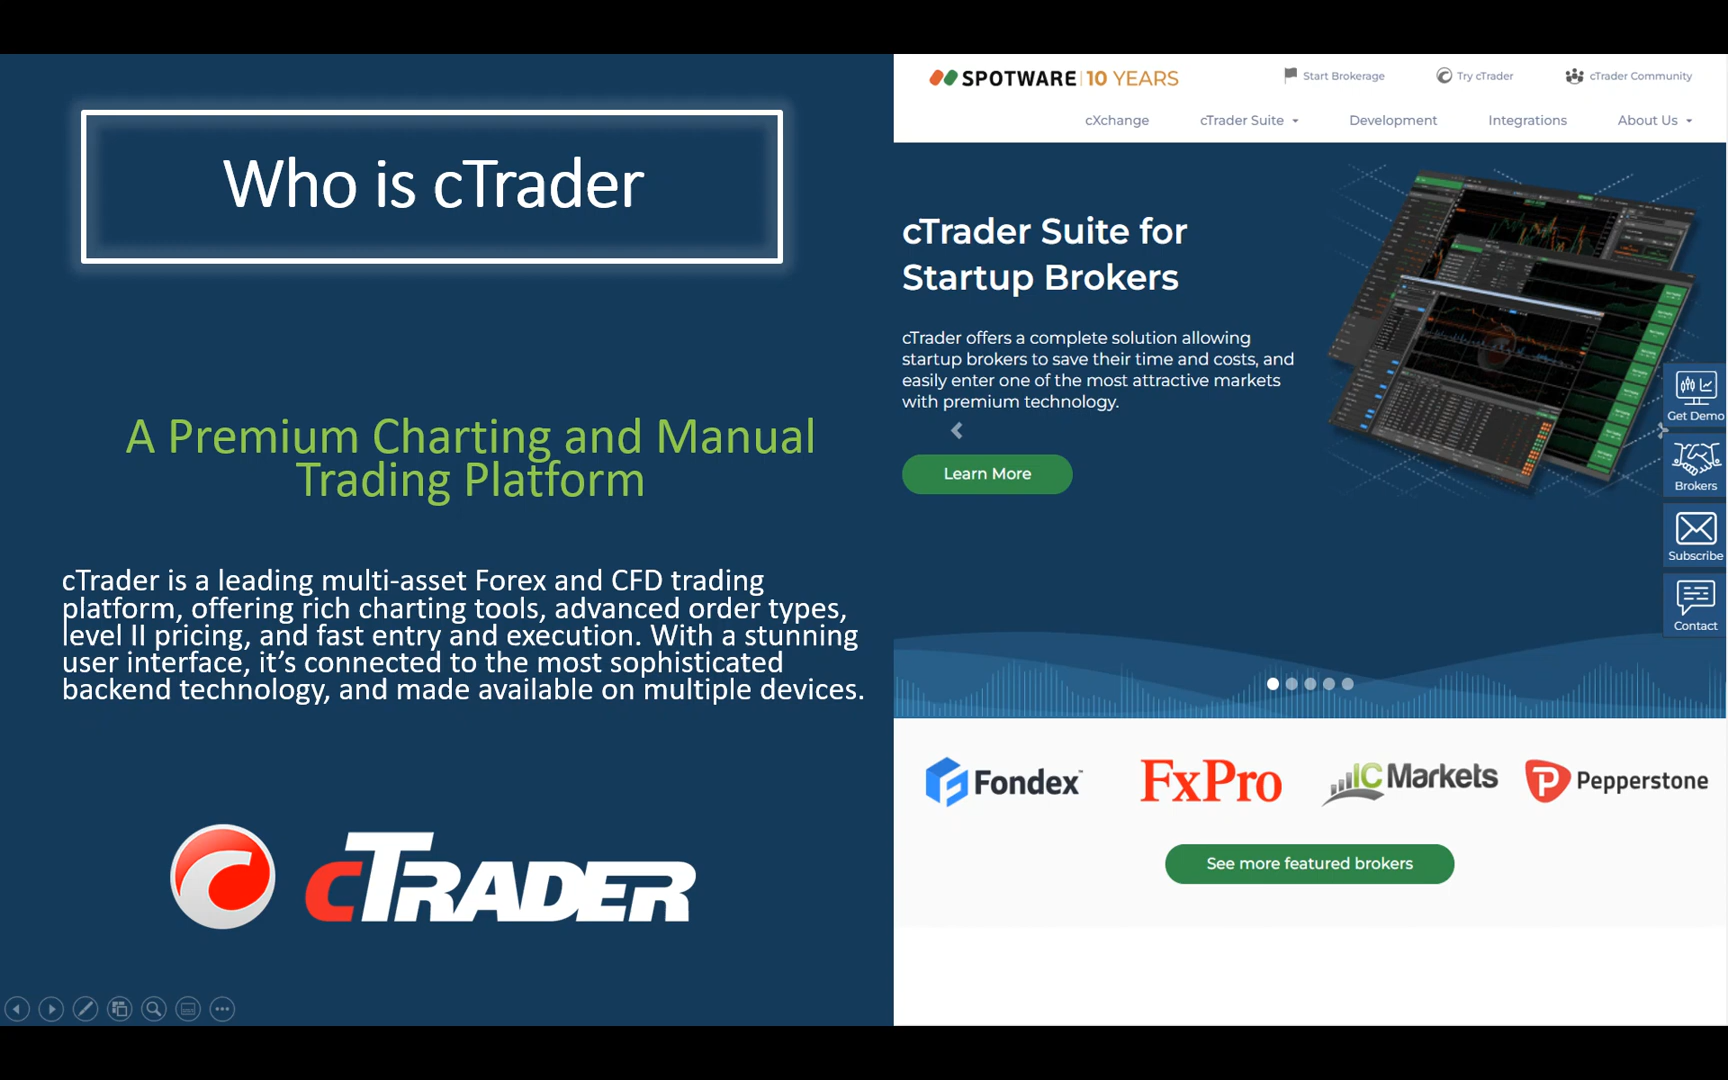 Who is cTrader
A Premium Charting and Manual
Trading Platform
cTrader is a leading multi-asset Forex and CFD trading
platform, offering rich charting tools, advanced order types,
level II pricing, and fast entry and execution. With a stunning
user interface, it’s connected to the most sophisticated
backend technology, and made available on multiple devices.
cTRADER
SPOTWARE 10 YEARS
Start Brokerage
Try cTrader
cTrader Community
cXchange
cTrader Suite
Development
Integrations
About Us
cTrader Suite for
Startup Brokers
cTrader offers a complete solution allowing
startup brokers to save their time and costs, and
easily enter one of the most attractive markets
with premium technology.
Learn More
Get Demo
Brokers
Subscribe
Contact
Fondex™
FxPro
IC Markets
Pepperstone
See more featured brokers